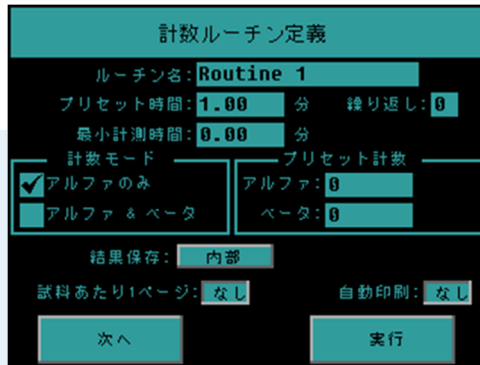 計数ルーチン定義
ルーチン名: Routine 1
プリセット時間: 1.00 分 繰り返し: 0
最小計測時間: 0.00 分
計数モード プリセット計数
アルファのみ アルファ: 0
アルファ & ベータ ベータ: 0
結果保存: 内部
試料あたり1ページ: なし 自動印刷: なし
次へ 実行